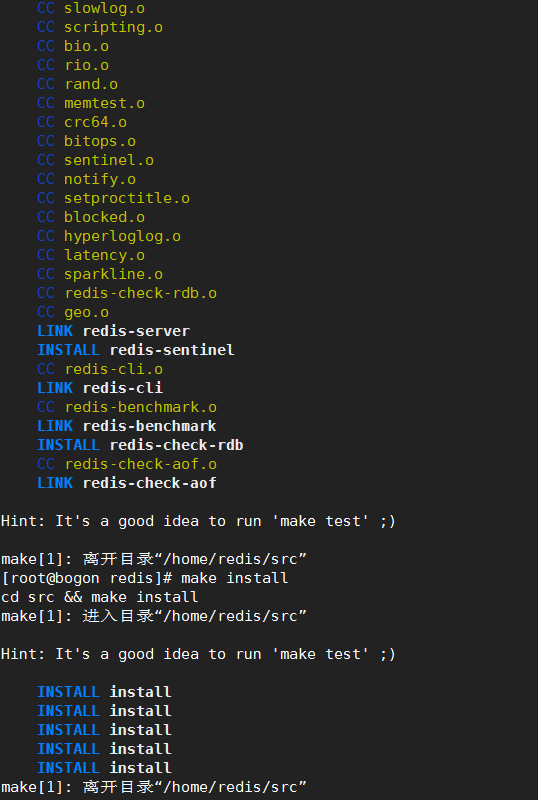 CC slowlog.o
CC scripting.o
CC bio.o
CC rio.o
CC rand.o
CC memtest.o
CC crc64.o
CC bitops.o
CC sentinel.o
CC notify.o
CC setproctitle.o
CC blocked.o
CC hyperloglog.o
CC latency.o
CC sparkline.o
CC redis-check-rdb.o
CC geo.o
LINK redis-server
INSTALL redis-sentinel
CC redis-cli.o
LINK redis-cli
CC redis-benchmark.o
LINK redis-benchmark
INSTALL redis-check-rdb
CC redis-check-aof.o
LINK redis-check-aof
Hint: It's a good idea to run 'make test' ;)
make[1]: 离开目录“/home/redis/src”
[root@bogon redis]# make install
cd src && make install
make[1]: 进入目录“/home/redis/src”
Hint: It's a good idea to run 'make test' ;)
INSTALL install
INSTALL install
INSTALL install
INSTALL install
INSTALL install
make[1]: 离开目录“/home/redis/src”